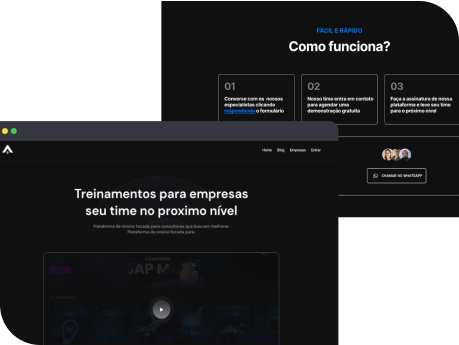 FÁCIL E RÁPIDO
Como funciona?
01
Converse com os nossos
especialistas clicando
respondendo o formulário
02
Nosso time entra em contato
para agendar uma
demonstração gratuita
03
Faça a assinatura de nossa
plataforma e leve seu time
para o próximo nível
CHAMAR NO WHATSAPP
Home Blog Empresas Entrar
Treinamentos para empresas
seu time no proximo nível
Plataforma de ensino focada para consultores que buscam melhorar.
Plataforma de ensino focada para...